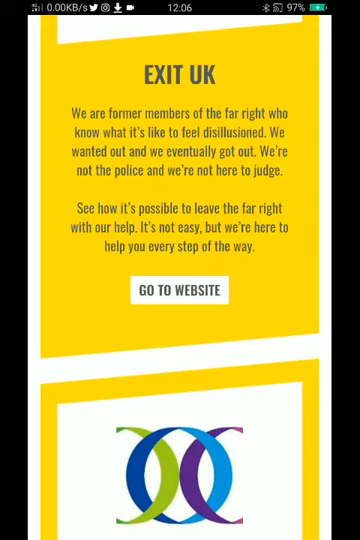 0.00KB/s 12:06 97%
EXIT UK
We are former members of the far right who
know what it's like to feel disillusioned. We
wanted out and we eventually got out. We're
not the police and we're not here to judge.
See how it's possible to leave the far right
with our help. It's not easy, but we're here to
help you every step of the way.
GO TO WEBSITE